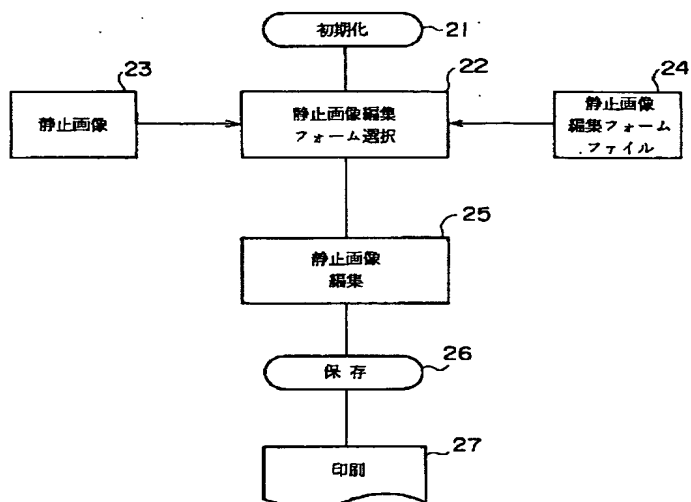 初期化
21
23
22
24
静止画像
静止画像編集
フォーム選択
静止画像
編集フォーム
ファイル
25
静止画像
編集
26
保存
27
印刷